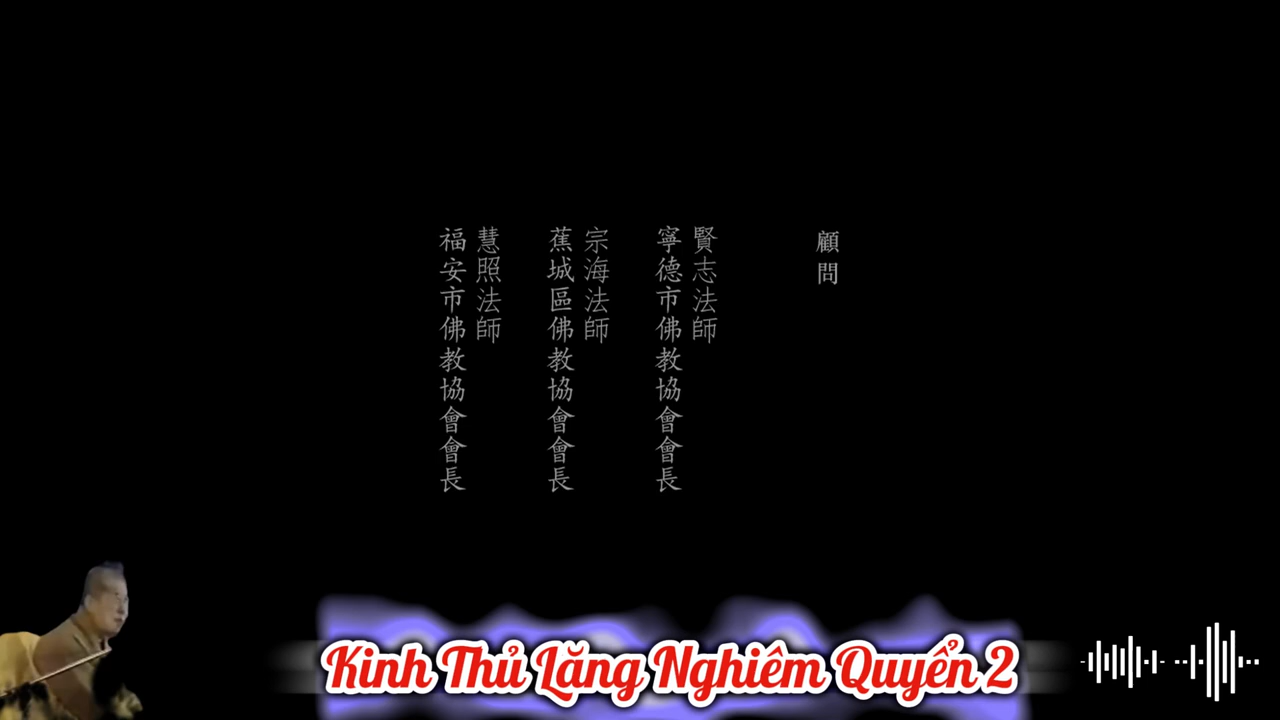 顧問
賢志法師
寧德市佛教協會會長
宗海法師
蕉城區佛教協會會長
慧照法師
福安市佛教協會會長
Kinh Thủ Lăng Nghiêm Quyển 2